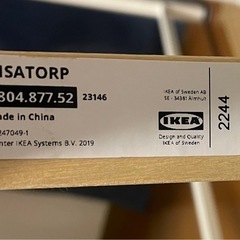 ISATORP
804.877.52 23146
ade in China
247049-1
nter IKEA Systems B.V. 2019
IKEA of Sweden AB
SE - 34381 Älmhult
IKEA
Design and Quality
IKEA of Sweden
2244